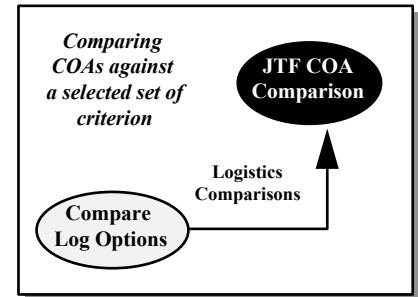 Comparing
COAs against
a selected set of
criterion
JTF COA
Comparison
Logistics
Comparisons
Compare
Log Options